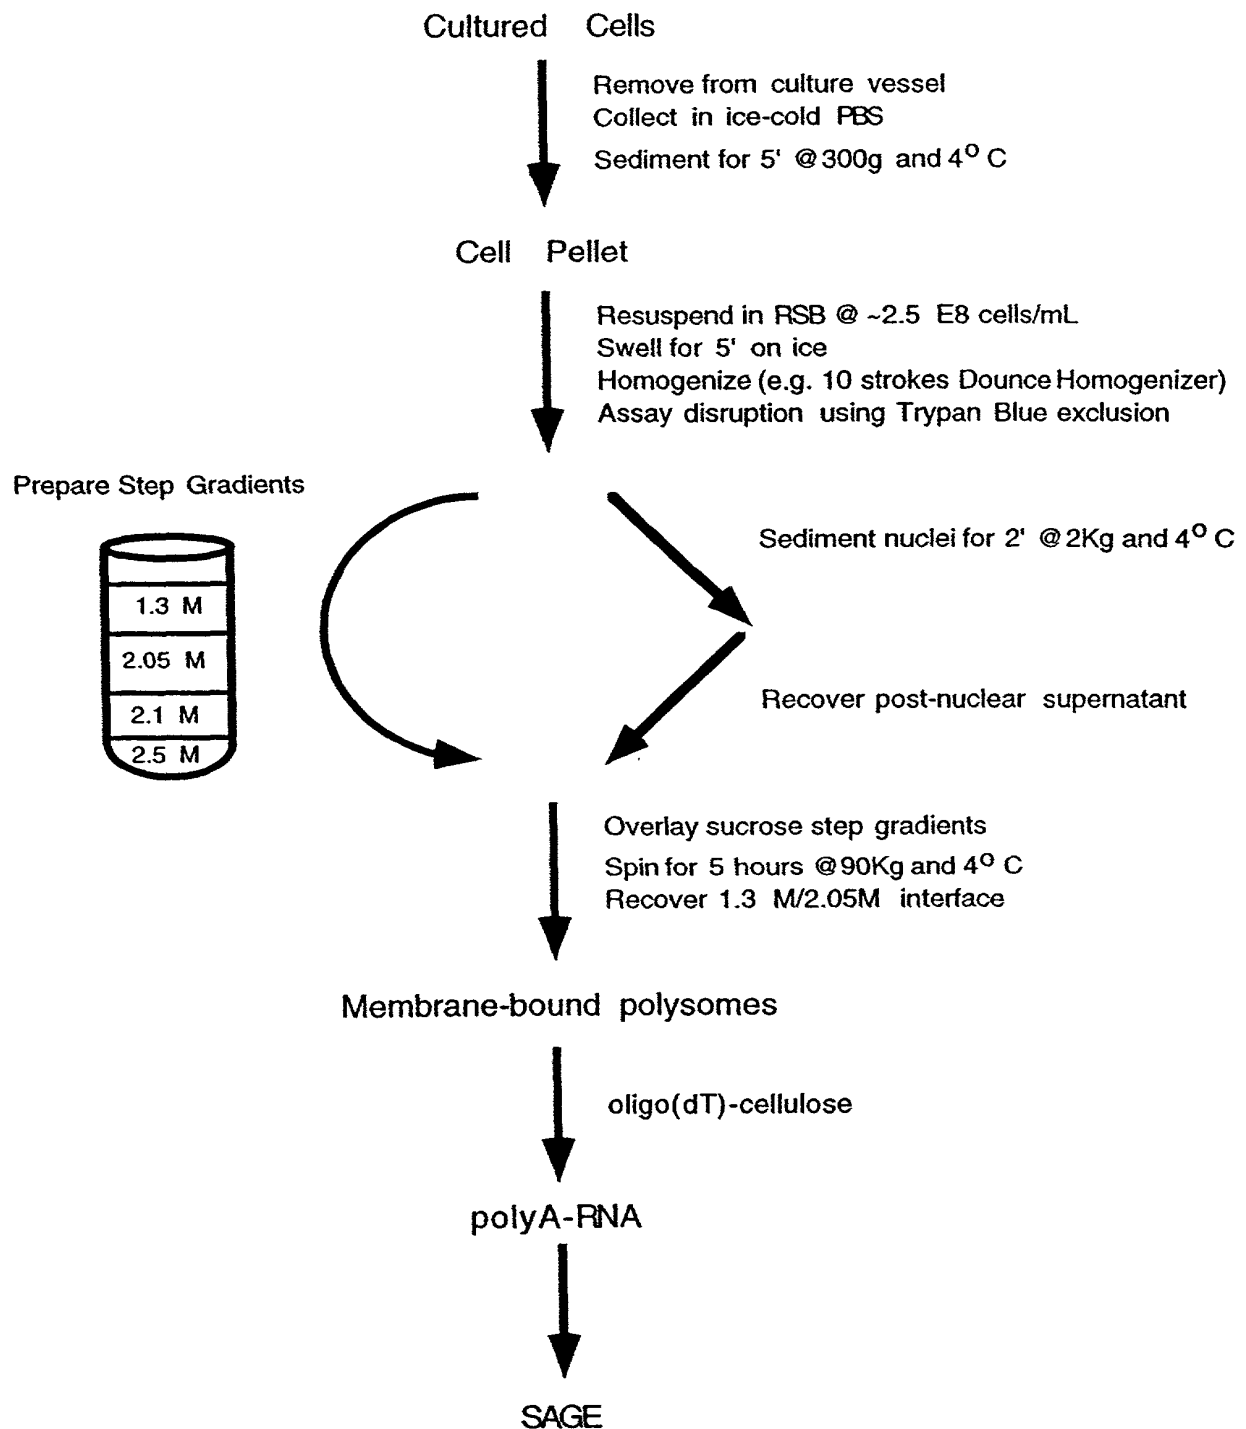 Cultured Cells
Remove from culture vessel
Collect in ice-cold PBS
Sediment for 5' @300g and 4º C
Cell Pellet
Resuspend in RSB @ ~2.5 E8 cells/mL
Swell for 5' on ice
Homogenize (e.g. 10 strokes Dounce Homogenizer)
Assay disruption using Trypan Blue exclusion
Prepare Step Gradients
1.3 M
2.05 M
2.1 M
2.5 M
Sediment nuclei for 2' @2Kg and 4º C
Recover post-nuclear supernatant
Overlay sucrose step gradients
Spin for 5 hours @90Kg and 4º C
Recover 1.3 M/2.05M interface
Membrane-bound polysomes
oligo(dT)-cellulose
polyA-RNA
SAGE